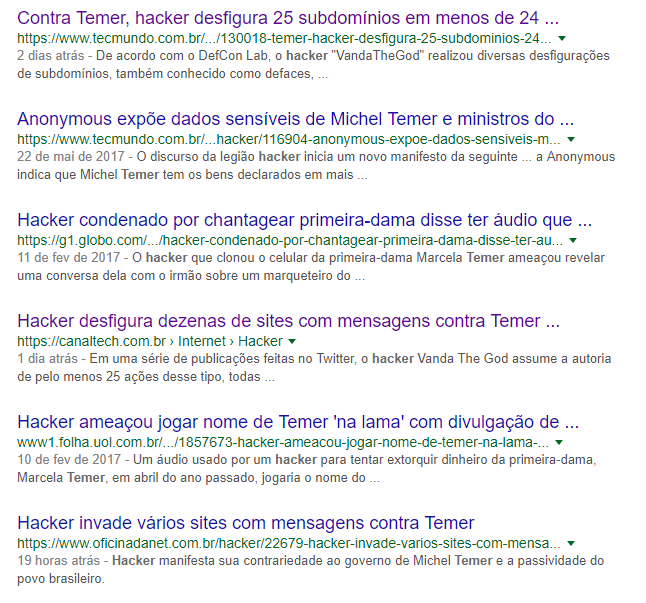 Contra Temer, hacker desfigura 25 subdomínios em menos de 24 ...
https://www.tecmundo.com.br/.../130018-temer-hacker-desfigura-25-subdominios-24...
2 dias atrás - De acordo com o DefCon Lab, o hacker "VandaTheGod" realizou diversas desfigurações
de subdomínios, também conhecido como defaces, ...
Anonymous expõe dados sensíveis de Michel Temer e ministros do ...
https://www.tecmundo.com.br/...hacker/116904-anonymous-expoe-dados-sensiveis-m...
22 de mai de 2017 - O discurso da legião hacker inicia um novo manifesto da seguinte ... a Anonymous
indica que Michel Temer tem os bens declarados em mais ...
Hacker condenado por chantagear primeira-dama disse ter áudio que ...
https://g1.globo.com/.../hacker-condenado-por-chantagear-primeira-dama-disse-ter-au...
11 de fev de 2017 - O hacker que clonou o celular da primeira-dama Marcela Temer ameaçou revelar
uma conversa dela com o irmão sobre um marqueteiro do ...
Hacker desfigura dezenas de sites com mensagens contra Temer ...
https://canaltech.com.br › Internet › Hacker
1 dia atrás - Em uma série de publicações feitas no Twitter, o hacker Vanda The God assume a autoria
de pelo menos 25 ações desse tipo, todas ...
Hacker ameaçou jogar nome de Temer 'na lama' com divulgação de ...
www1.folha.uol.com.br/.../1857673-hacker-ameacou-jogar-nome-de-temer-na-lama-...
10 de fev de 2017 - Um áudio usado por um hacker para tentar extorquir dinheiro da primeira-dama,
Marcela Temer, em abril do ano passado, jogaria o nome do ...
Hacker invade vários sites com mensagens contra Temer
https://www.oficinadanet.com.br/hacker/22679-hacker-invade-varios-sites-com-mensa...
19 horas atrás - Hacker manifesta sua contrariedade ao governo de Michel Temer e a passividade do
povo brasileiro.